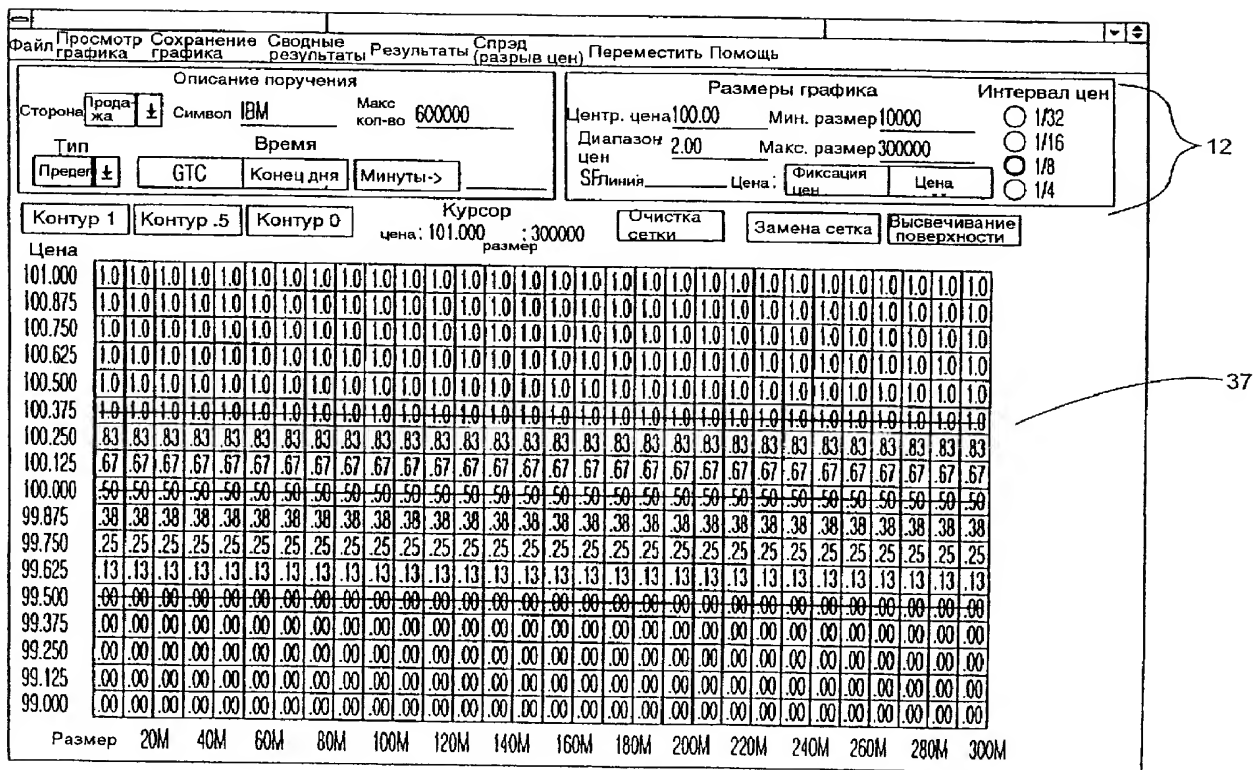 Файл Просмотр графика Сохранение графика Сводные результаты Результаты Спрэд (разрыв цен) Переместить Помощь
Описание поручения
Сторона Прода-жа Символ IBM Макс кол-во 600000
Тип Время
GTC Конец дня Минуты->
Размеры графика Интервал цен
Центр. цена 100.00 Мин. размер 10000 1/32
Диапазон цен 2.00 Макс. размер 300000 1/16
SFлиния Цена: Фиксация цен Цена 1/8
1/4
12
Контур 1 Контур .5 Контур 0 Курсор цена: 101.000 размер : 300000 Очистка сетки Замена сетка Высвечивание поверхности
Цена
101.000 1.0 1.0 1.0 1.0 1.0 1.0 1.0 1.0 1.0 1.0 1.0 1.0 1.0 1.0 1.0 1.0 1.0 1.0 1.0 1.0 1.0 1.0 1.0 1.0 1.0 1.0 1.0 1.0 1.0 1.0
100.875 1.0 1.0 1.0 1.0 1.0 1.0 1.0 1.0 1.0 1.0 1.0 1.0 1.0 1.0 1.0 1.0 1.0 1.0 1.0 1.0 1.0 1.0 1.0 1.0 1.0 1.0 1.0 1.0 1.0 1.0
100.750 1.0 1.0 1.0 1.0 1.0 1.0 1.0 1.0 1.0 1.0 1.0 1.0 1.0 1.0 1.0 1.0 1.0 1.0 1.0 1.0 1.0 1.0 1.0 1.0 1.0 1.0 1.0 1.0 1.0 1.0
100.625 1.0 1.0 1.0 1.0 1.0 1.0 1.0 1.0 1.0 1.0 1.0 1.0 1.0 1.0 1.0 1.0 1.0 1.0 1.0 1.0 1.0 1.0 1.0 1.0 1.0 1.0 1.0 1.0 1.0 1.0
100.500 1.0 1.0 1.0 1.0 1.0 1.0 1.0 1.0 1.0 1.0 1.0 1.0 1.0 1.0 1.0 1.0 1.0 1.0 1.0 1.0 1.0 1.0 1.0 1.0 1.0 1.0 1.0 1.0 1.0 1.0
100.375 1.0 1.0 1.0 1.0 1.0 1.0 1.0 1.0 1.0 1.0 1.0 1.0 1.0 1.0 1.0 1.0 1.0 1.0 1.0 1.0 1.0 1.0 1.0 1.0 1.0 1.0 1.0 1.0 1.0 1.0
100.250 .83 .83 .83 .83 .83 .83 .83 .83 .83 .83 .83 .83 .83 .83 .83 .83 .83 .83 .83 .83 .83 .83 .83 .83 .83 .83 .83 .83 .83 .83
100.125 .67 .67 .67 .67 .67 .67 .67 .67 .67 .67 .67 .67 .67 .67 .67 .67 .67 .67 .67 .67 .67 .67 .67 .67 .67 .67 .67 .67 .67 .67
100.000 .50 .50 .50 .50 .50 .50 .50 .50 .50 .50 .50 .50 .50 .50 .50 .50 .50 .50 .50 .50 .50 .50 .50 .50 .50 .50 .50 .50 .50 .50
99.875 .38 .38 .38 .38 .38 .38 .38 .38 .38 .38 .38 .38 .38 .38 .38 .38 .38 .38 .38 .38 .38 .38 .38 .38 .38 .38 .38 .38 .38 .38
99.750 .25 .25 .25 .25 .25 .25 .25 .25 .25 .25 .25 .25 .25 .25 .25 .25 .25 .25 .25 .25 .25 .25 .25 .25 .25 .25 .25 .25 .25 .25
99.625 .13 .13 .13 .13 .13 .13 .13 .13 .13 .13 .13 .13 .13 .13 .13 .13 .13 .13 .13 .13 .13 .13 .13 .13 .13 .13 .13 .13 .13 .13
99.500 .00 .00 .00 .00 .00 .00 .00 .00 .00 .00 .00 .00 .00 .00 .00 .00 .00 .00 .00 .00 .00 .00 .00 .00 .00 .00 .00 .00 .00 .00
99.375 .00 .00 .00 .00 .00 .00 .00 .00 .00 .00 .00 .00 .00 .00 .00 .00 .00 .00 .00 .00 .00 .00 .00 .00 .00 .00 .00 .00 .00 .00
99.250 .00 .00 .00 .00 .00 .00 .00 .00 .00 .00 .00 .00 .00 .00 .00 .00 .00 .00 .00 .00 .00 .00 .00 .00 .00 .00 .00 .00 .00 .00
99.125 .00 .00 .00 .00 .00 .00 .00 .00 .00 .00 .00 .00 .00 .00 .00 .00 .00 .00 .00 .00 .00 .00 .00 .00 .00 .00 .00 .00 .00 .00
99.000 .00 .00 .00 .00 .00 .00 .00 .00 .00 .00 .00 .00 .00 .00 .00 .00 .00 .00 .00 .00 .00 .00 .00 .00 .00 .00 .00 .00 .00 .00
Размер 20M 40M 60M 80M 100M 120M 140M 160M 180M 200M 220M 240M 260M 280M 300M
37